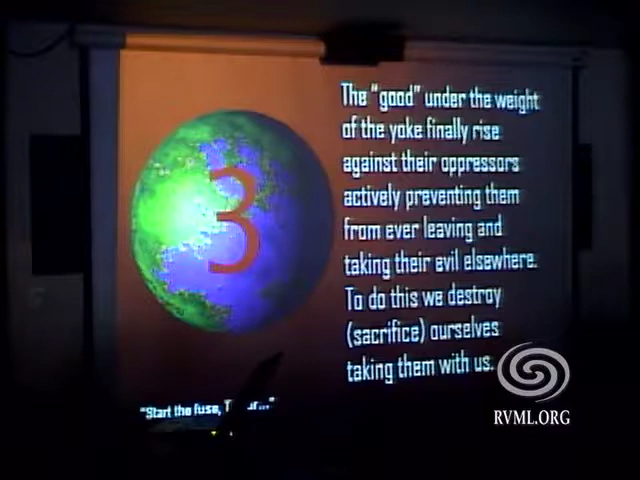 The "good" under the weight
of the yoke finally rise
against their oppressors
actively preventing them
from ever leaving and
taking their evil elsewhere.
To do this we destroy
(sacrifice) ourselves
taking them with us.
3
"Start the fuse,
RVML.ORG